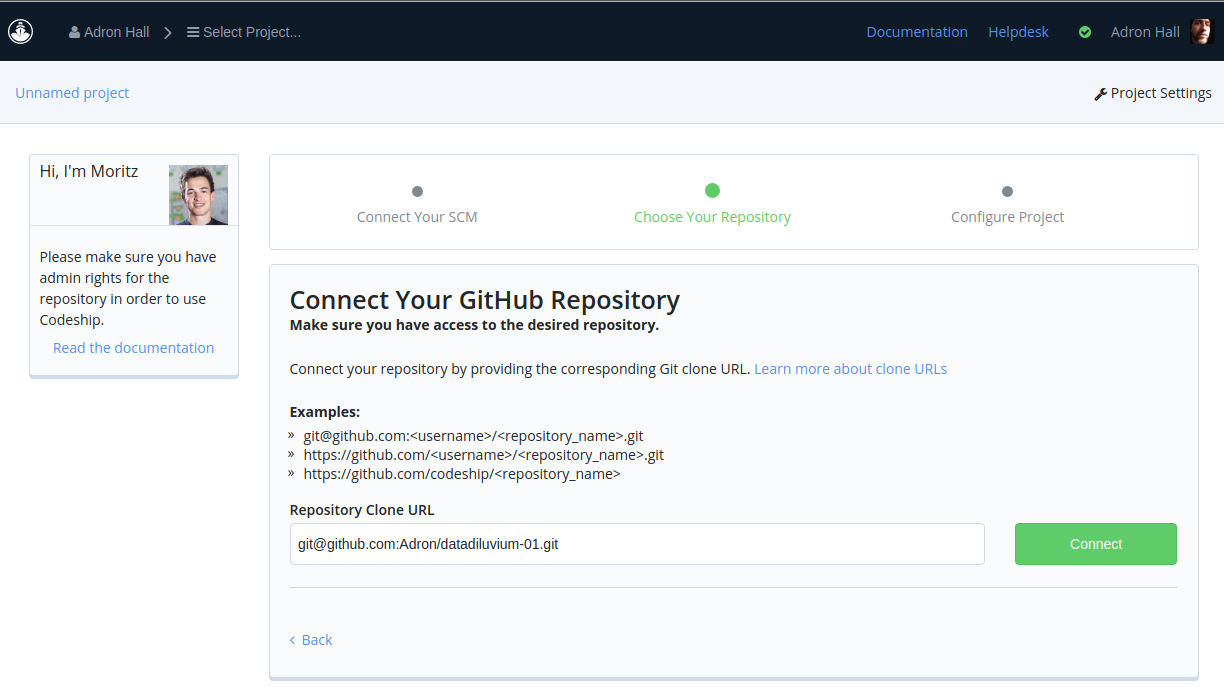 Adron Hall
Select Project...
Documentation
Helpdesk
Adron Hall
Unnamed project
Project Settings
Hi, I'm Moritz
Please make sure you have
admin rights for the
repository in order to use
Codeship.
Read the documentation
Connect Your SCM
Choose Your Repository
Configure Project
Connect Your GitHub Repository
Make sure you have access to the desired repository.
Connect your repository by providing the corresponding Git clone URL. Learn more about clone URLs
Examples:
» git@github.com:<username>/<repository_name>.git
» https://github.com/<username>/<repository_name>.git
» https://github.com/codeship/<repository_name>
Repository Clone URL
git@github.com:Adron/datadiluvium-01.git
Connect
‹ Back